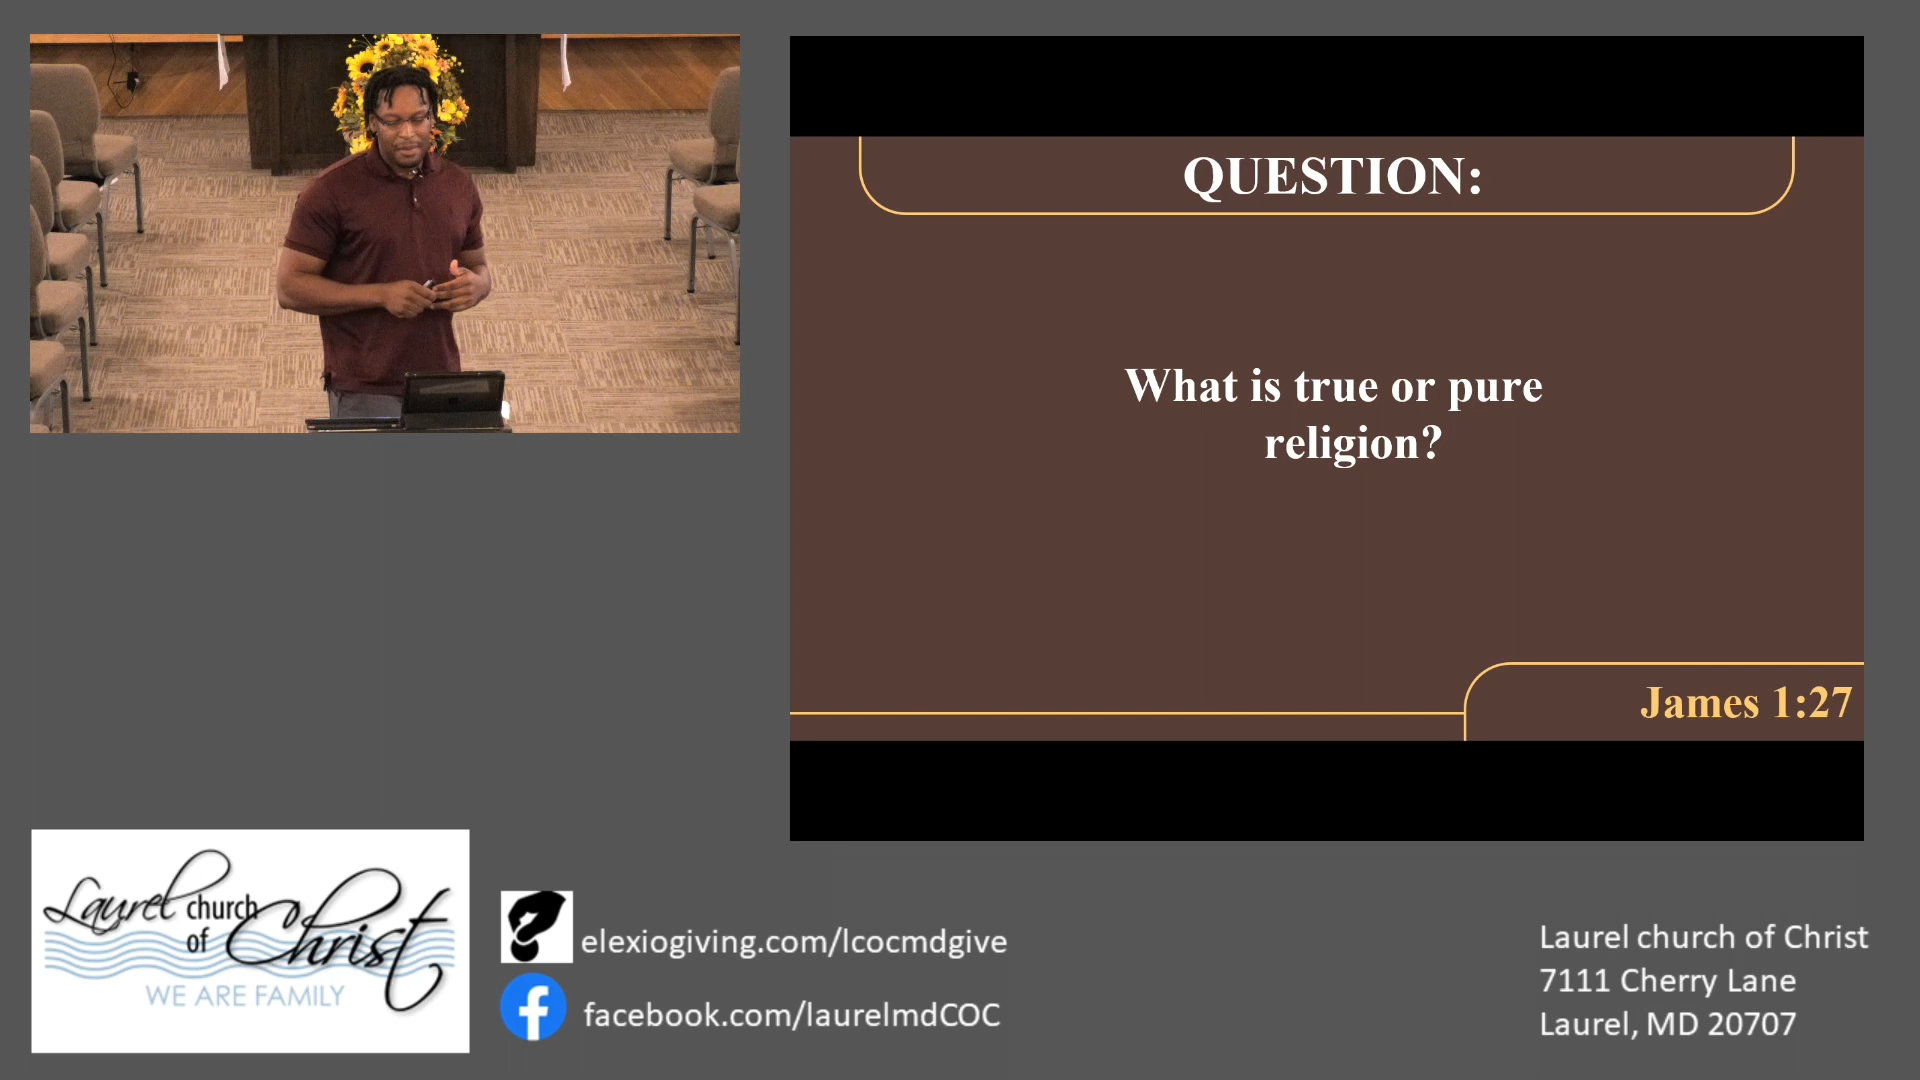 QUESTION:
What is true or pure
religion?
James 1:27
Laurel church
of Christ
WE ARE FAMILY
elexiogiving.com/lcocmdgive
facebook.com/laurelmdCOC
Laurel church of Christ
7111 Cherry Lane
Laurel, MD 20707